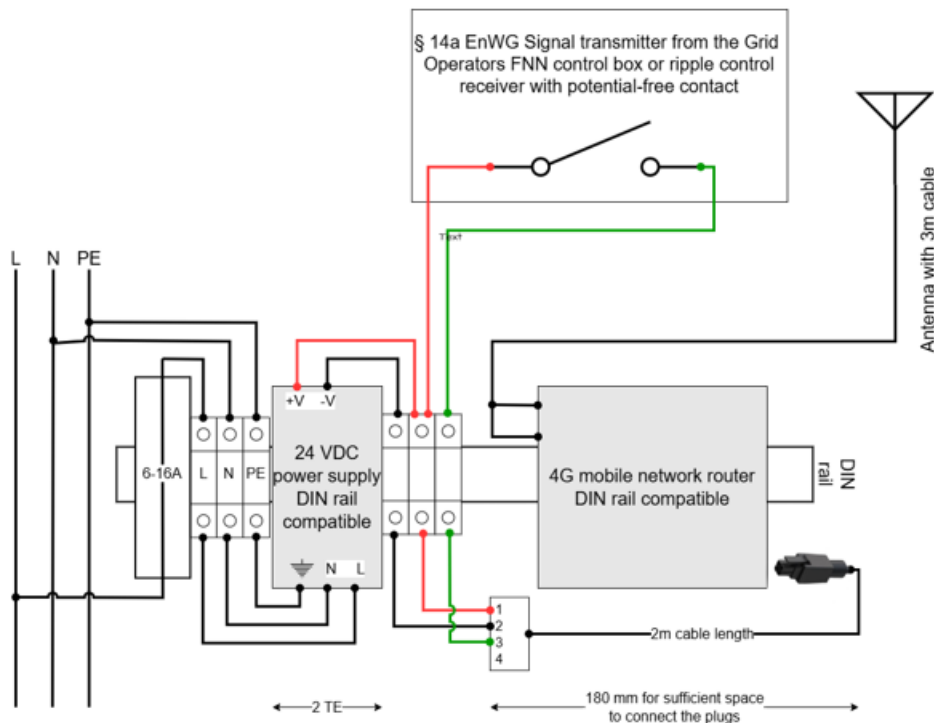 § 14a EnWG Signal transmitter from the Grid
Operators FNN control box or ripple control
receiver with potential-free contact
Antenna with 3m cable
Text
L N PE
+V -V
6-16A
L N PE
24 VDC
power supply
DIN rail
compatible
4G mobile network router
DIN rail compatible
DIN
rail
N L
1
2
3
4
2m cable length
2 TE
180 mm for sufficient space
to connect the plugs